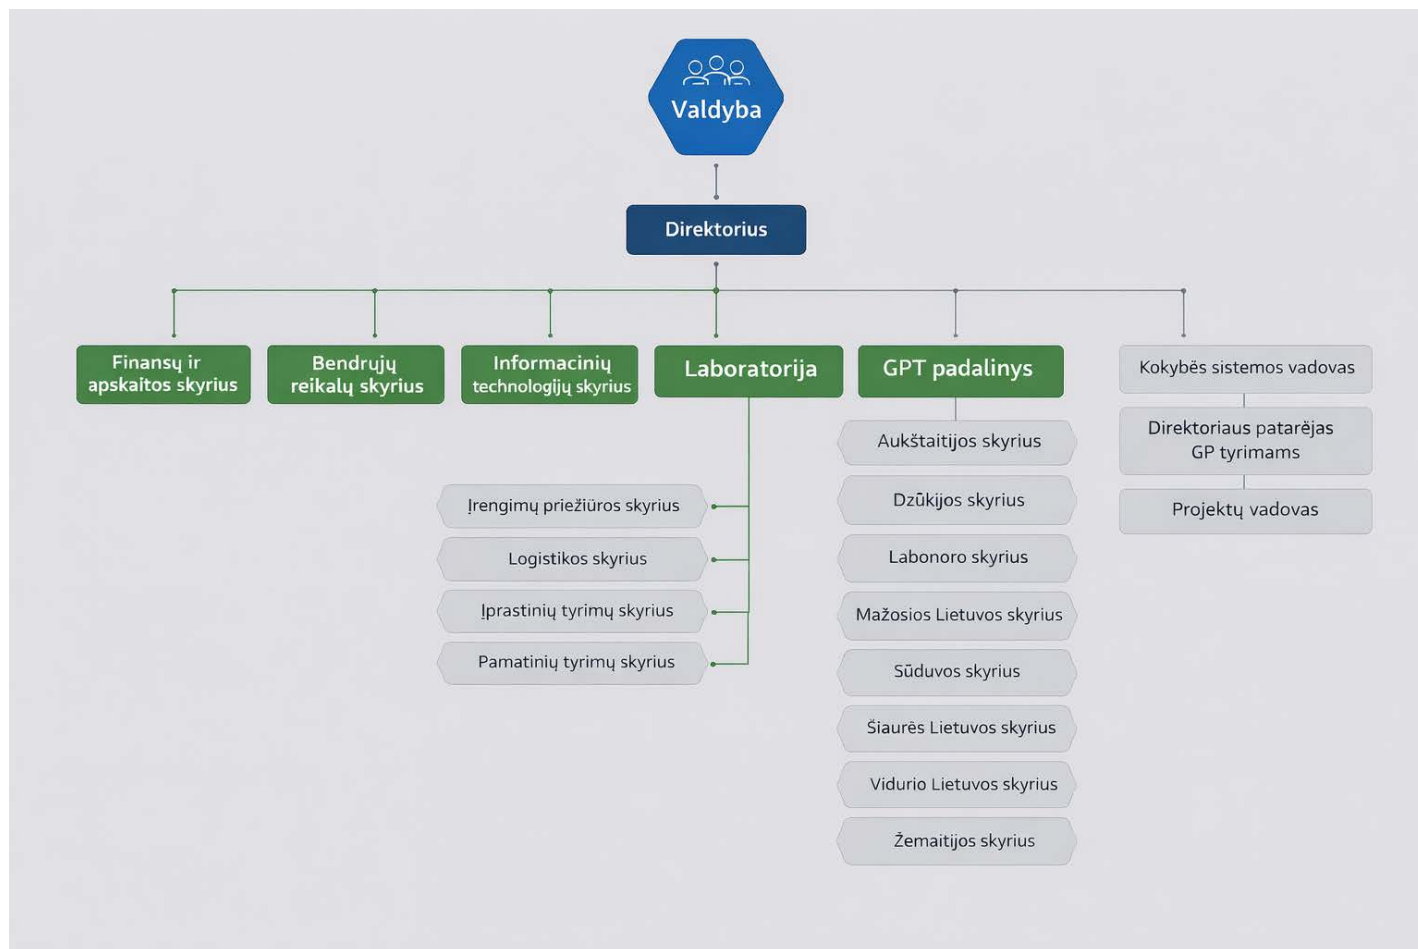 Valdyba
Direktorius
Finansų ir
apskaitos skyrius
Bendrųjų
reikalų skyrius
Informacinių
technologijų skyrius
Laboratorija
GPT padalinys
Kokybės sistemos vadovas
Direktoriaus patarėjas
GP tyrimams
Projektų vadovas
Įrengimų priežiūros skyrius
Logistikos skyrius
Įprastinių tyrimų skyrius
Pamatinių tyrimų skyrius
Aukštaitijos skyrius
Dzūkijos skyrius
Labonoro skyrius
Mažosios Lietuvos skyrius
Sūduvos skyrius
Šiaurės Lietuvos skyrius
Vidurio Lietuvos skyrius
Žemaitijos skyrius